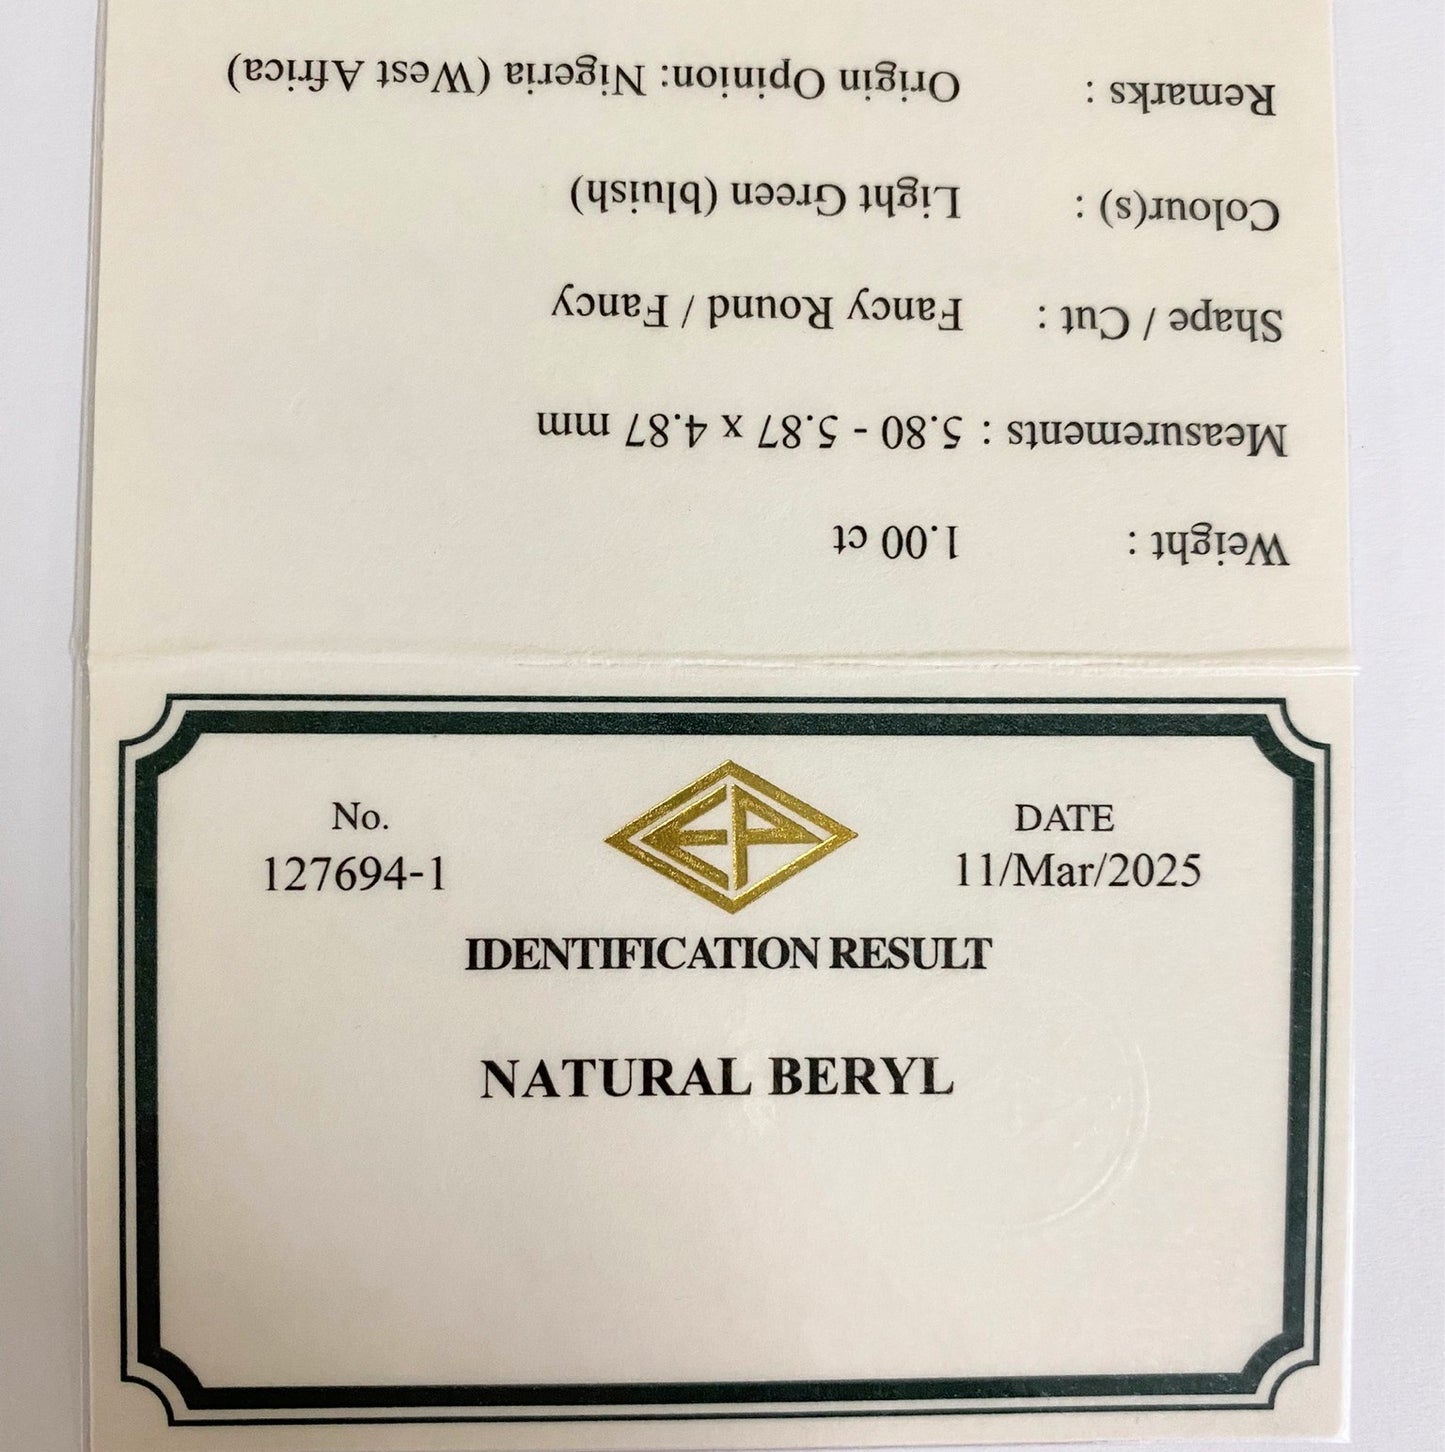 Weight : 1.00 ct
Measurements : 5.80 - 5.87 x 4.87 mm
Shape / Cut : Fancy Round / Fancy
Colour(s) : Light Green (bluish)
Remarks : Origin Opinion: Nigeria (West Africa)
No.
127694-1
EP
DATE
11/Mar/2025
IDENTIFICATION RESULT
NATURAL BERYL